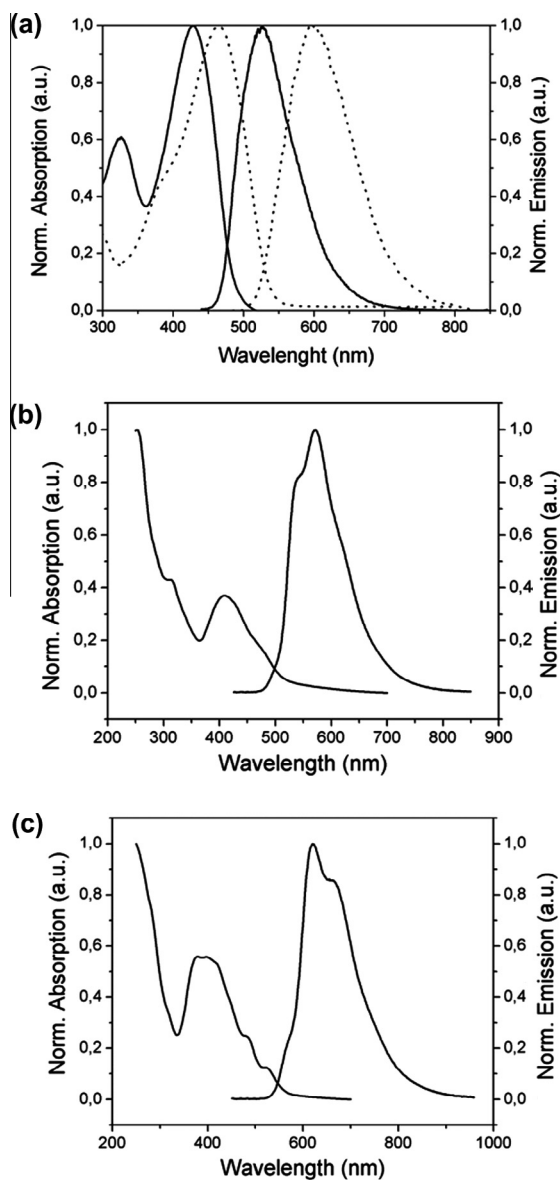 (a)
1,0
0,8
0,6
0,4
0,2
0,0
Norm. Absorption (a.u.)
1,0
0,8
0,6
0,4
0,2
0,0
Norm. Emission (a.u.)
300 400 500 600 700 800
Wavelenght (nm)
(b)
1,0
0,8
0,6
0,4
0,2
0,0
Norm. Absorption (a.u.)
1,0
0,8
0,6
0,4
0,2
0,0
Norm. Emission (a.u.)
200 300 400 500 600 700 800 900
Wavelength (nm)
(c)
1,0
0,8
0,6
0,4
0,2
0,0
Norm. Absorption (a.u.)
1,0
0,8
0,6
0,4
0,2
0,0
Norm. Emission (a.u.)
200 400 600 800 1000
Wavelength (nm)